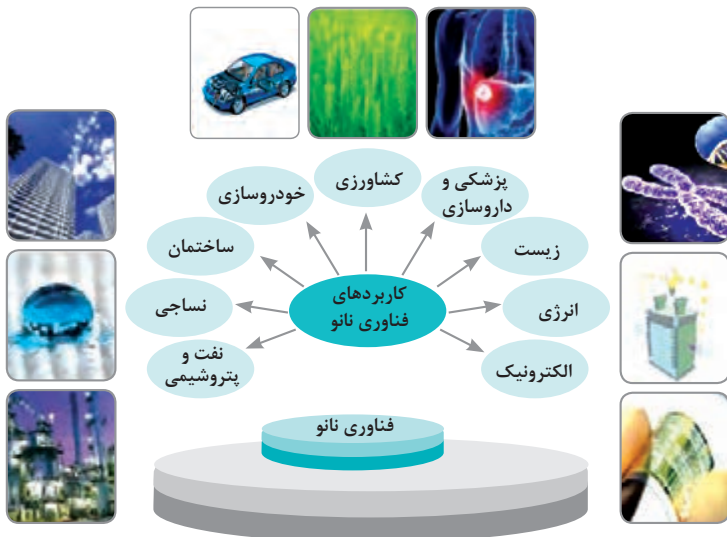 کشاورزی
پزشکی و
داروسازی
خودروسازی
زیست
ساختمان
کاربردهای
فناوری نانو
انرژی
نساجی
الکترونیک
نفت و
پتروشیمی
فناوری نانو